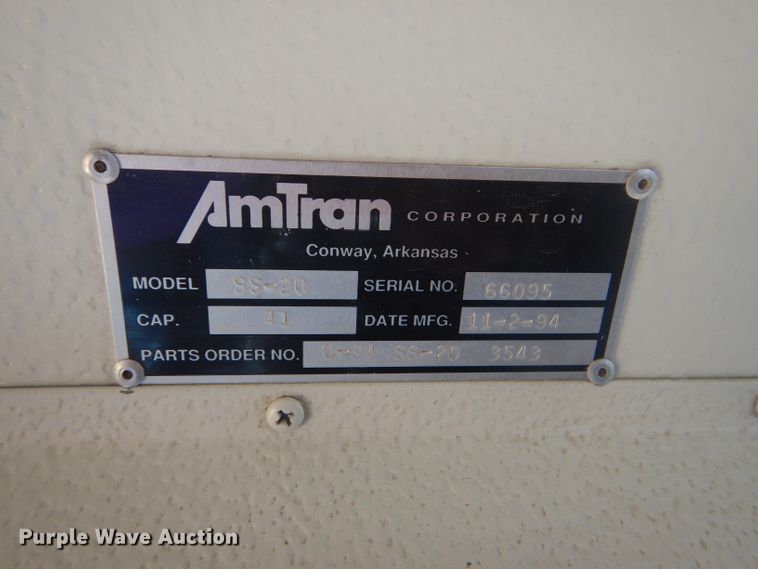 AmTran CORPORATION
Conway, Arkansas
MODEL SS-20 SERIAL NO. 66095
CAP. 41 DATE MFG. 11-2-94
PARTS ORDER NO. C-94 SS-20 3543
Purple Wave Auction